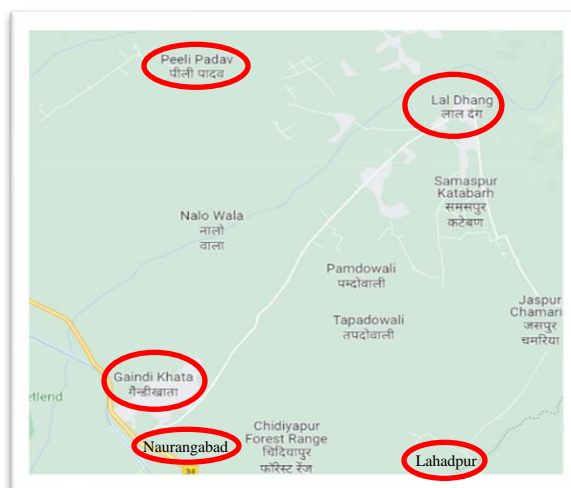 Peeli Padav
पीली पादव
Lal Dhang
लाल ढंग
Samaspur
Katabarh
समसपुर
कटेबण
Nalo Wala
नालो
वाला
Pamdowali
पम्दोवाली
Jaspur
Chamari
जसपुर
चमरिया
Tapadowali
तपदोवाली
Gaindi Khata
गैन्डीखाता
etlend
Chidiyapur
Forest Range
चिदियापुर
फॉरेस्ट रेंज
Naurangabad
Lahadpur
34